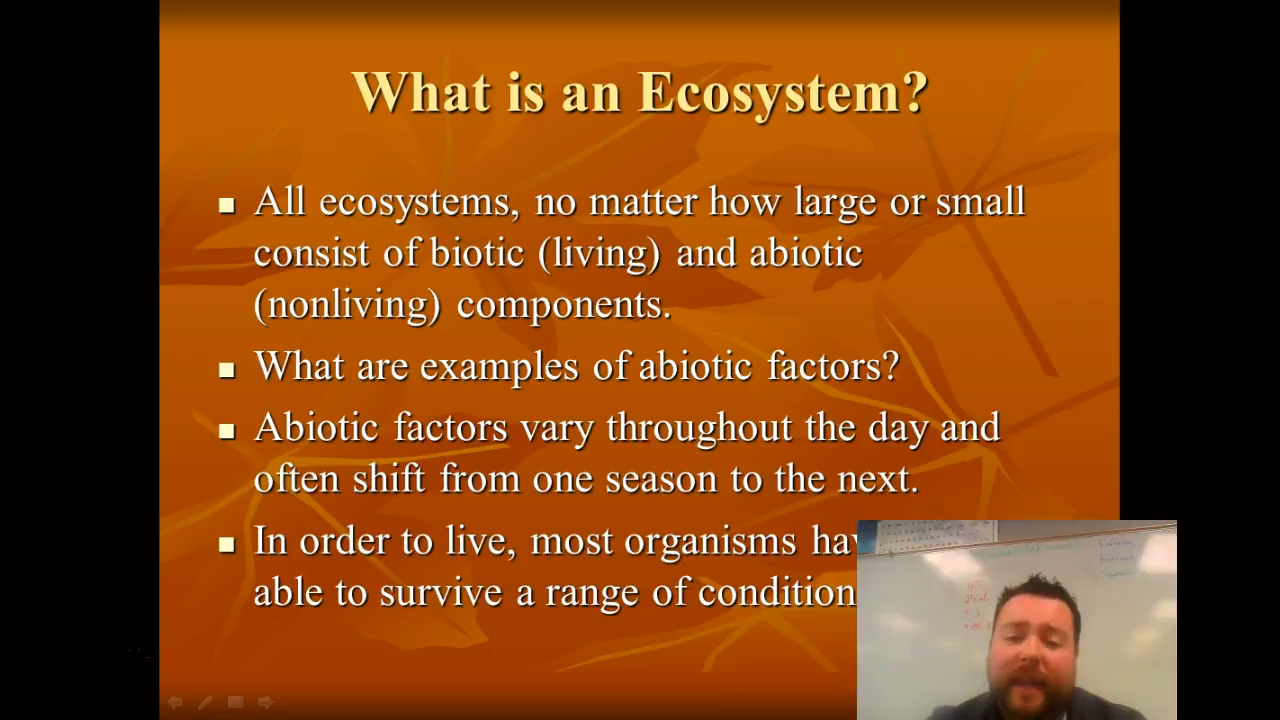 What is an Ecosystem?
All ecosystems, no matter how large or small
consist of biotic (living) and abiotic
(nonliving) components.
What are examples of abiotic factors?
Abiotic factors vary throughout the day and
often shift from one season to the next.
In order to live, most organisms
able to survive a range of